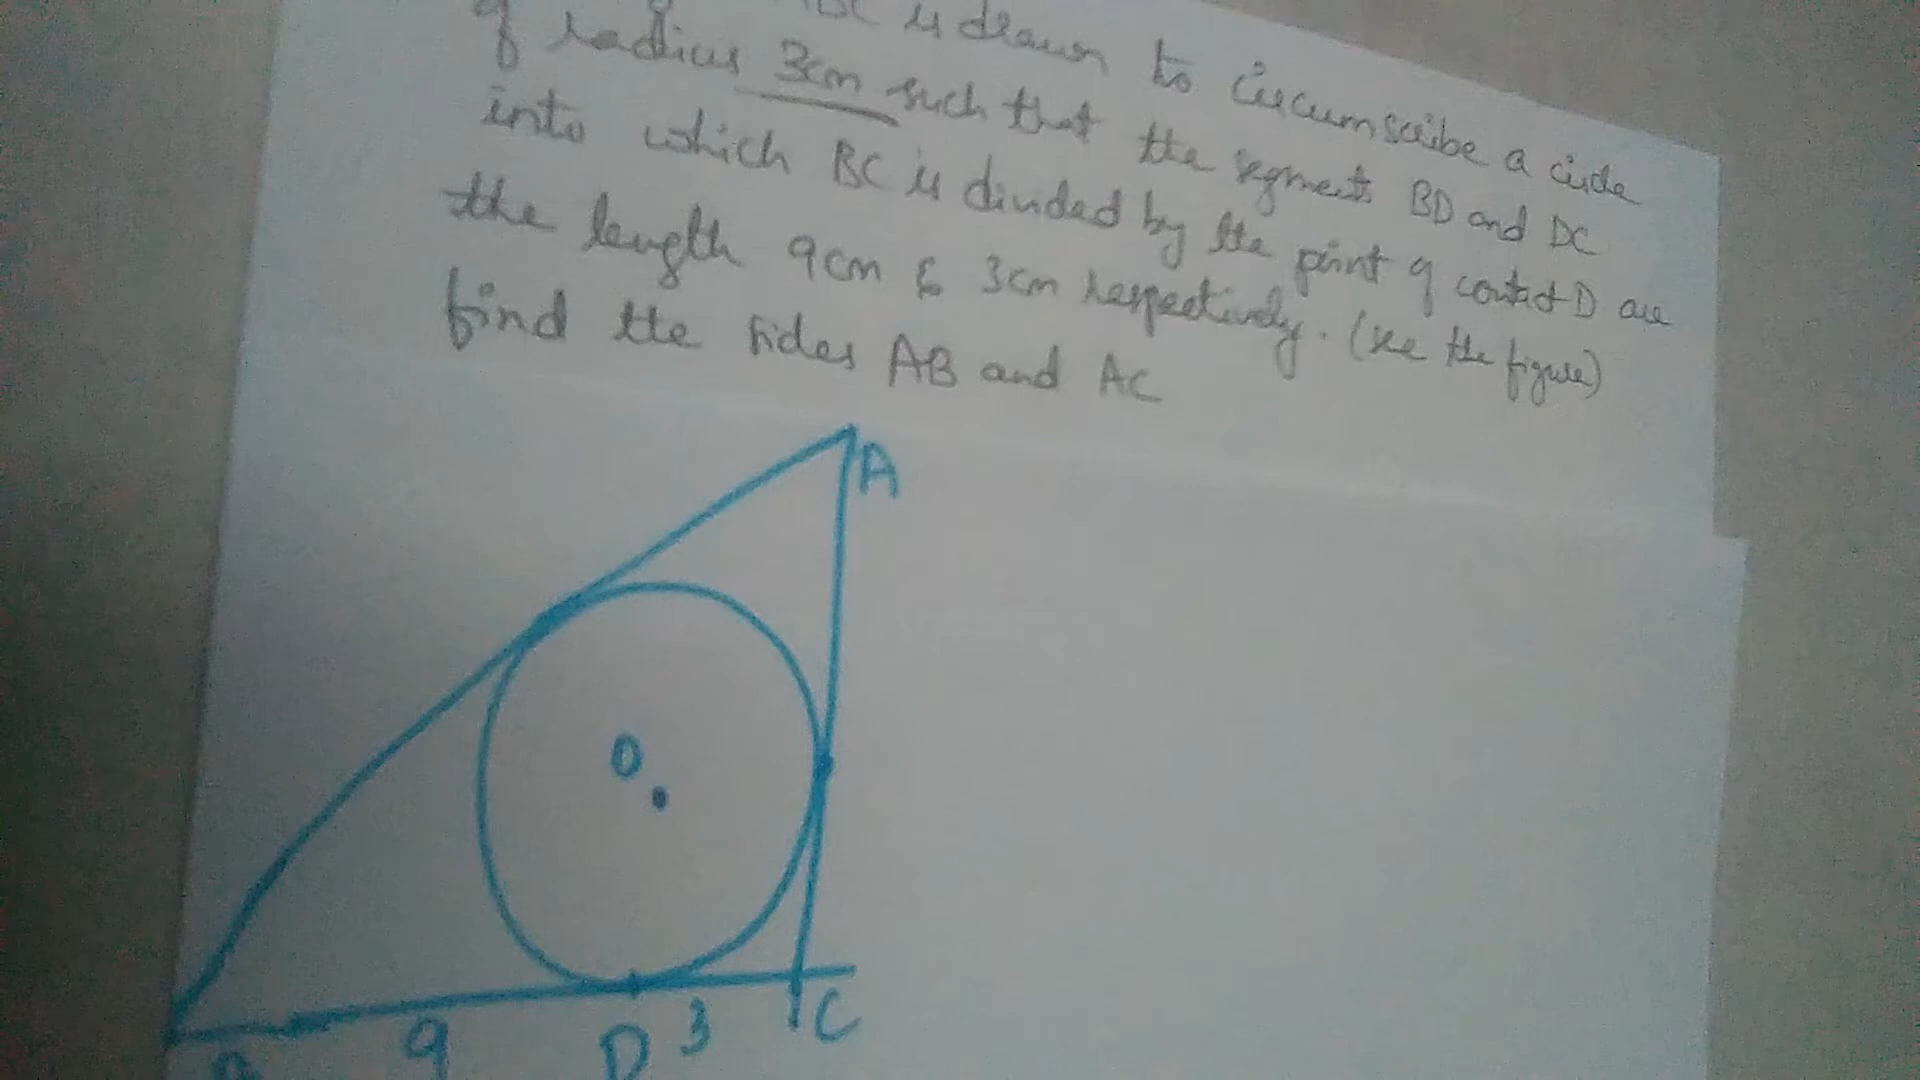 BC is drawn to circumscribe a circle
of radius 3cm such that the segments BD and DC
into which BC is divided by the point of contact D are
the length 9cm & 3cm respectively. (see the figure)
find the sides AB and AC
A
O
9 D 3 C